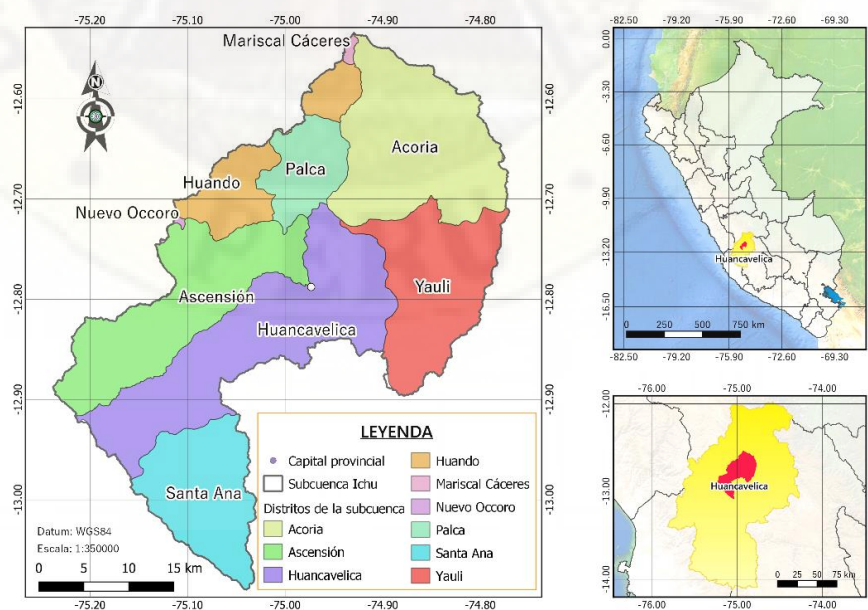 -75.20 -75.10 -75.00 -74.90 -74.80
Mariscal Cáceres
N
-12.60
-12.60
Acoria
Palca
Huando
-12.70
-12.70
Nuevo Occoro
Ascensión
Yauli
-12.80
-12.80
Huancavelica
-12.90
-12.90
Santa Ana
-13.00
-13.00
Datum: WGS84
Escala: 1:350000
0 5 10 15 km
-75.20 -75.10 -75.00 -74.90 -74.80
LEYENDA
Capital provincial
Subcuenca Ichu
Distritos de la subcuenca
Acoria
Ascensión
Huancavelica
Huando
Mariscal Cáceres
Nuevo Occoro
Palca
Santa Ana
Yauli
-82.50 -79.20 -75.90 -72.60 -69.30
0.00
-3.30
-6.60
-9.90
-13.20
-16.50
Huancavelica
0 250 500 750 km
-82.50 -79.20 -75.90 -72.60 -69.30
-76.00 -75.00 -74.00
-12.00
-13.00
-14.00
Huancavelica
0 25 50 75 km
-76.00 -75.00 -74.00